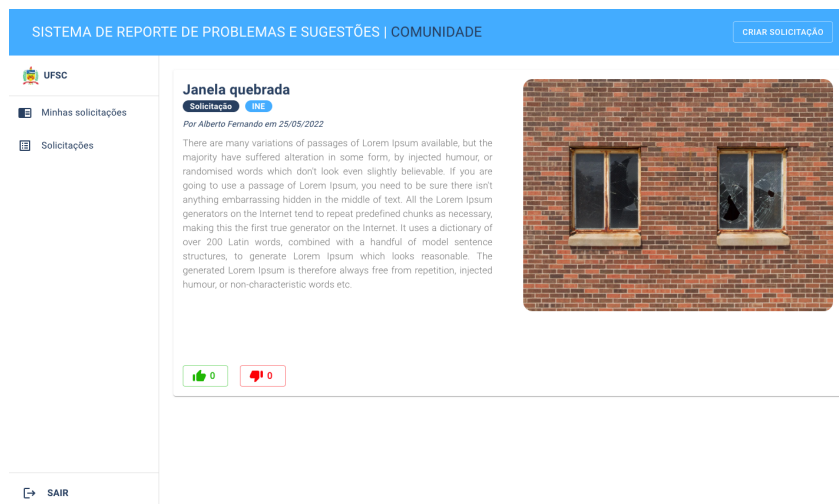 SISTEMA DE REPORTE DE PROBLEMAS E SUGESTÕES | COMUNIDADE
CRIAR SOLICITAÇÃO
UFSC
Minhas solicitações
Solicitações
Janela quebrada
Solicitação INE
Por Alberto Fernando em 25/05/2022
There are many variations of passages of Lorem Ipsum available, but the
majority have suffered alteration in some form, by injected humour, or
randomised words which don't look even slightly believable. If you are
going to use a passage of Lorem Ipsum, you need to be sure there isn't
anything embarrassing hidden in the middle of text. All the Lorem Ipsum
generators on the Internet tend to repeat predefined chunks as necessary,
making this the first true generator on the Internet. It uses a dictionary of
over 200 Latin words, combined with a handful of model sentence
structures, to generate Lorem Ipsum which looks reasonable. The
generated Lorem Ipsum is therefore always free from repetition, injected
humour, or non-characteristic words etc.
0
0
SAIR